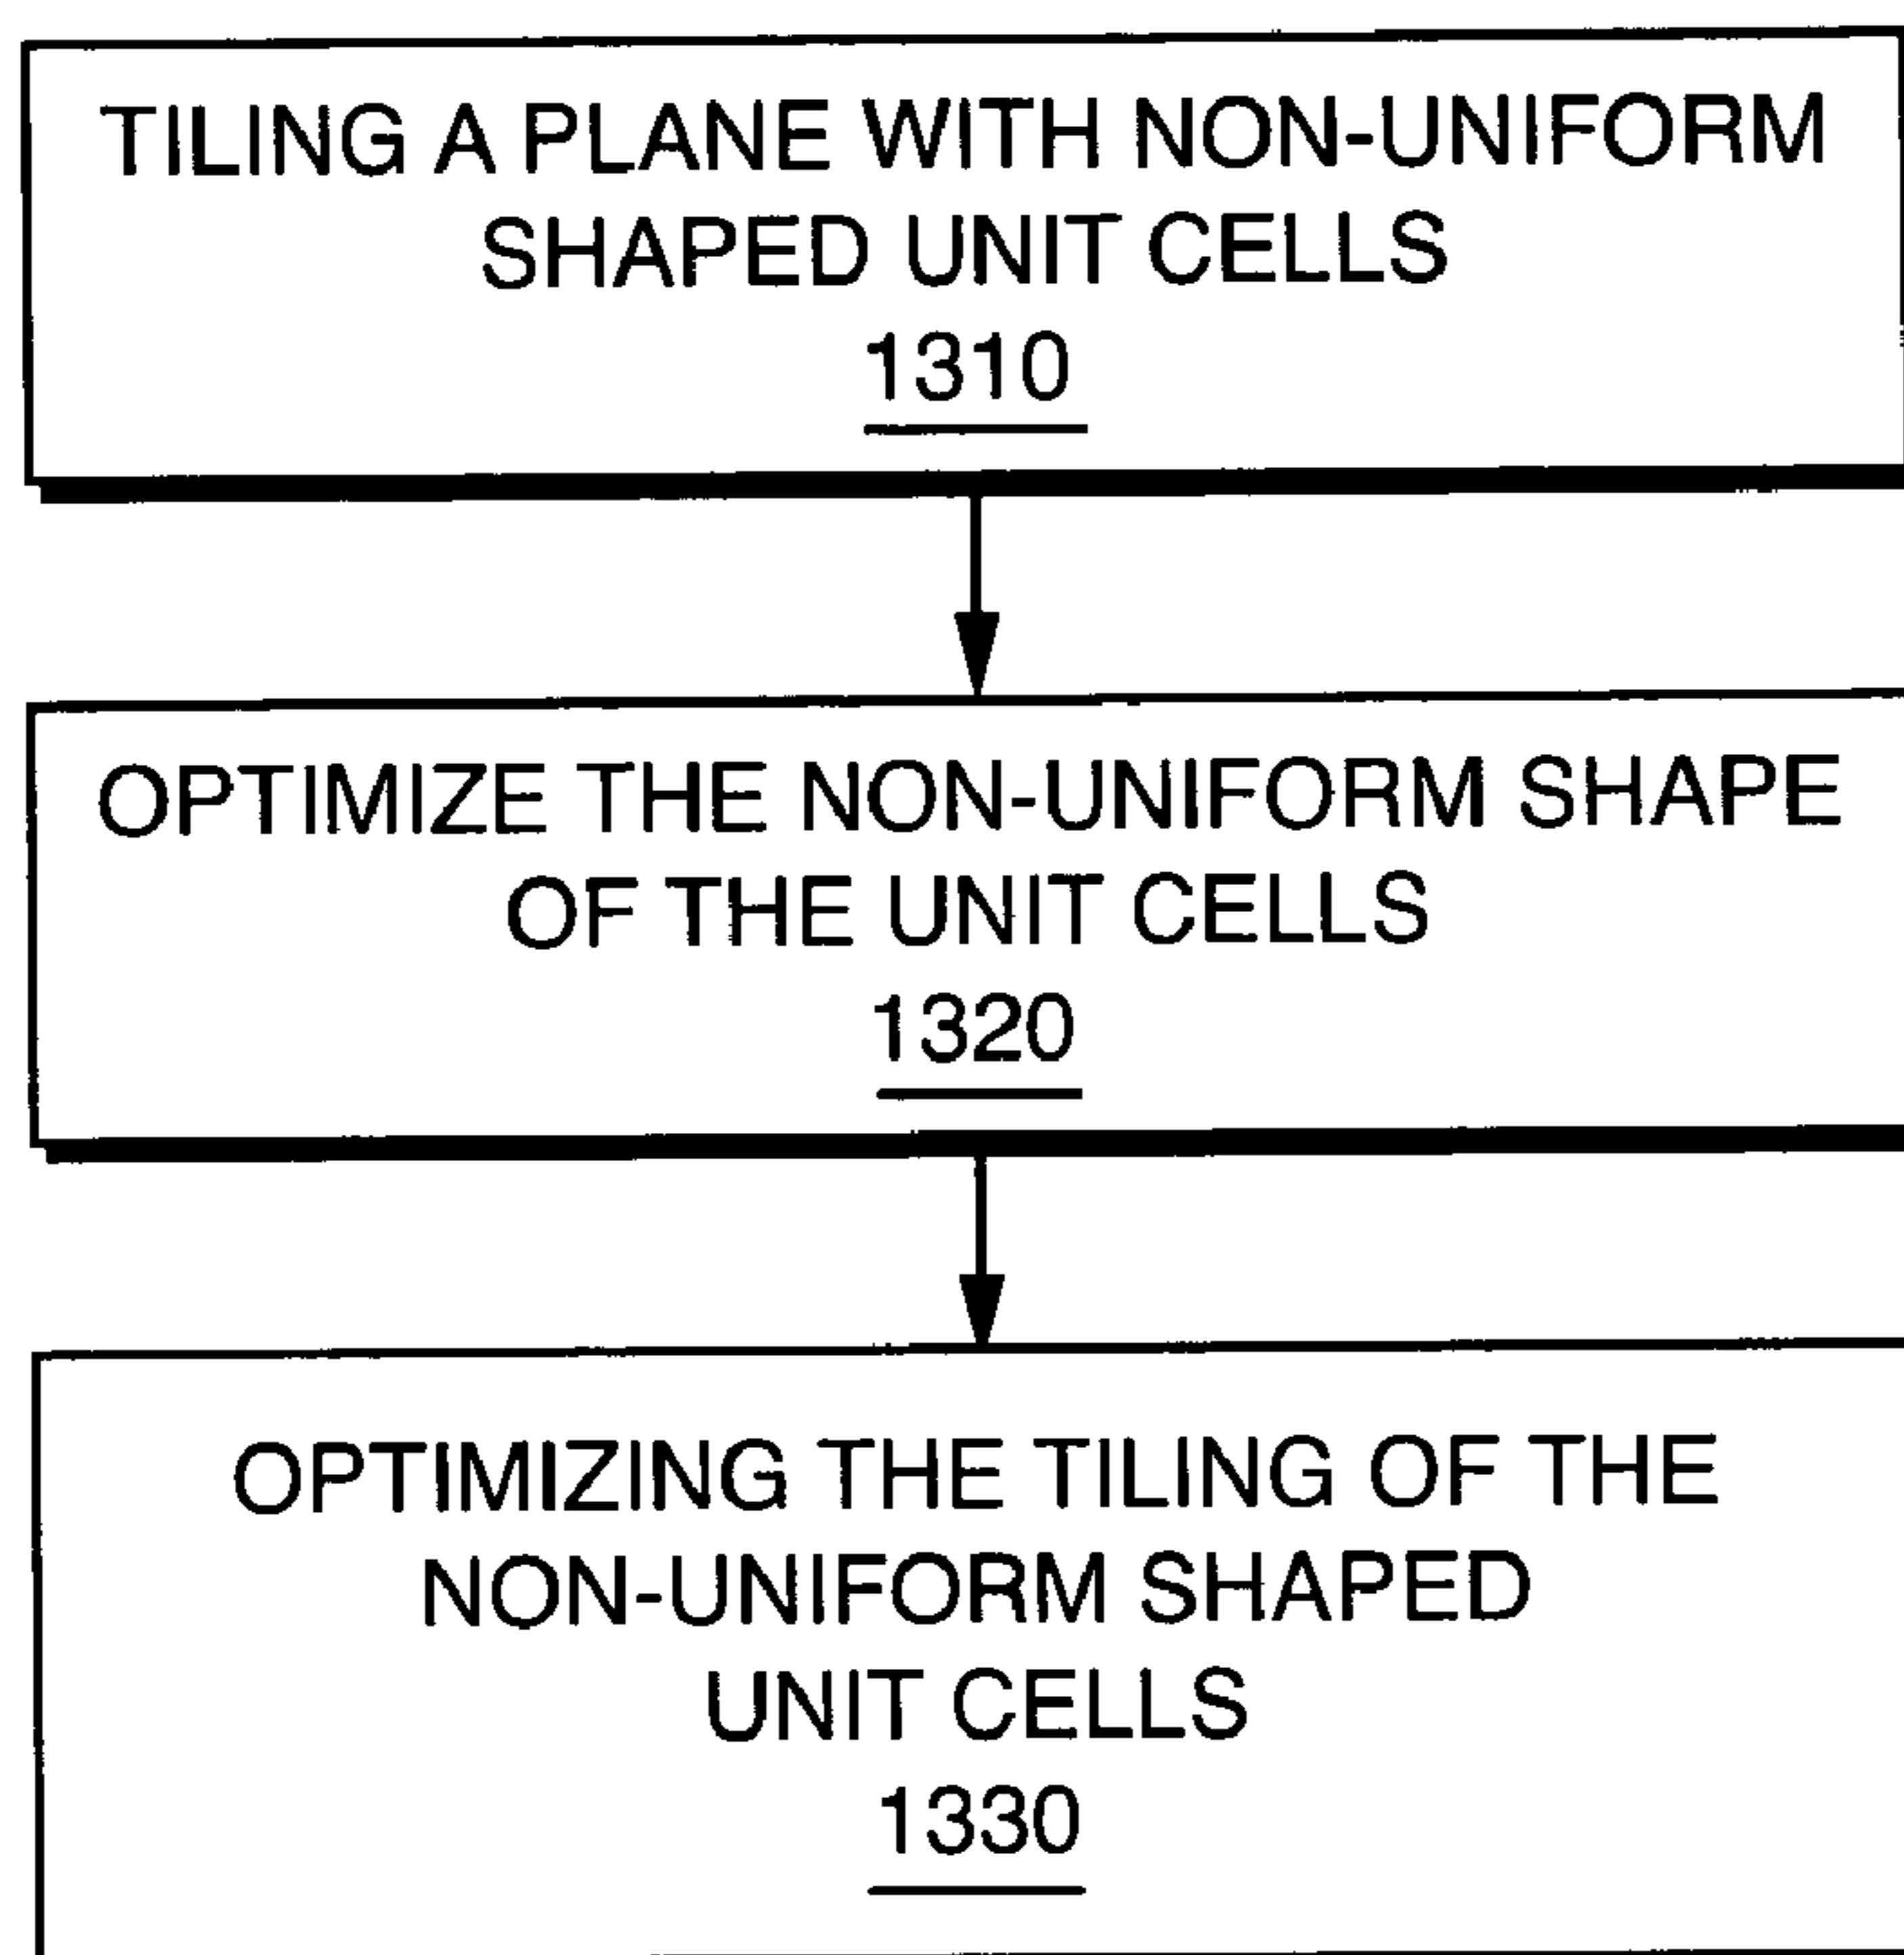 TILING A PLANE WITH NON-UNIFORM
SHAPED UNIT CELLS
1310
OPTIMIZE THE NON-UNIFORM SHAPE
OF THE UNIT CELLS
1320
OPTIMIZING THE TILING OF THE
NON-UNIFORM SHAPED
UNIT CELLS
1330